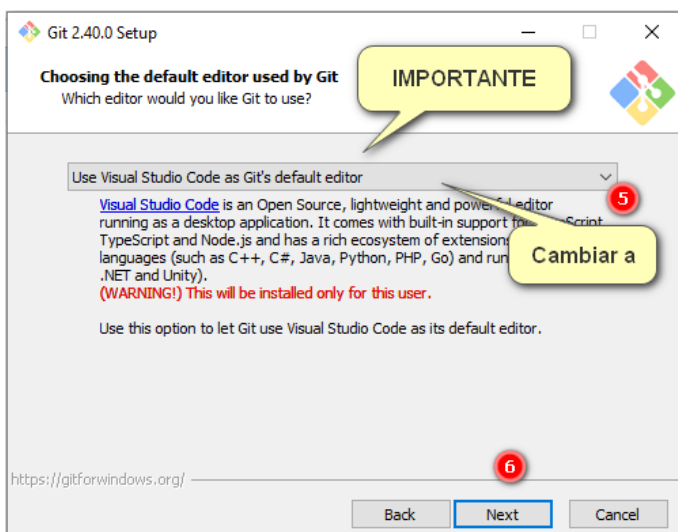 Git 2.40.0 Setup
Choosing the default editor used by Git
Which editor would you like Git to use?
IMPORTANTE
Use Visual Studio Code as Git's default editor
5
Visual Studio Code is an Open Source, lightweight and powerful editor
running as a desktop application. It comes with built-in support for
TypeScript and Node.js and has a rich ecosystem of extensions
languages (such as C++, C#, Java, Python, PHP, Go) and
.NET and Unity).
Cambiar a
(WARNING!) This will be installed only for this user.
Use this option to let Git use Visual Studio Code as its default editor.
6
https://gitforwindows.org/
Back
Next
Cancel